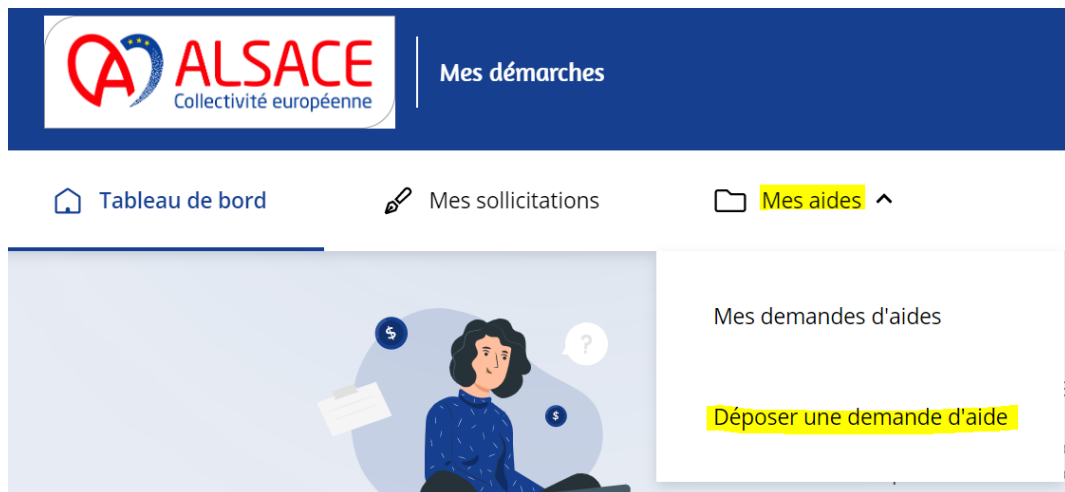 ALSACE
Collectivité européenne
Mes démarches
Tableau de bord
Mes sollicitations
Mes aides
Mes demandes d'aides
$
?
Déposer une demande d'aide
$